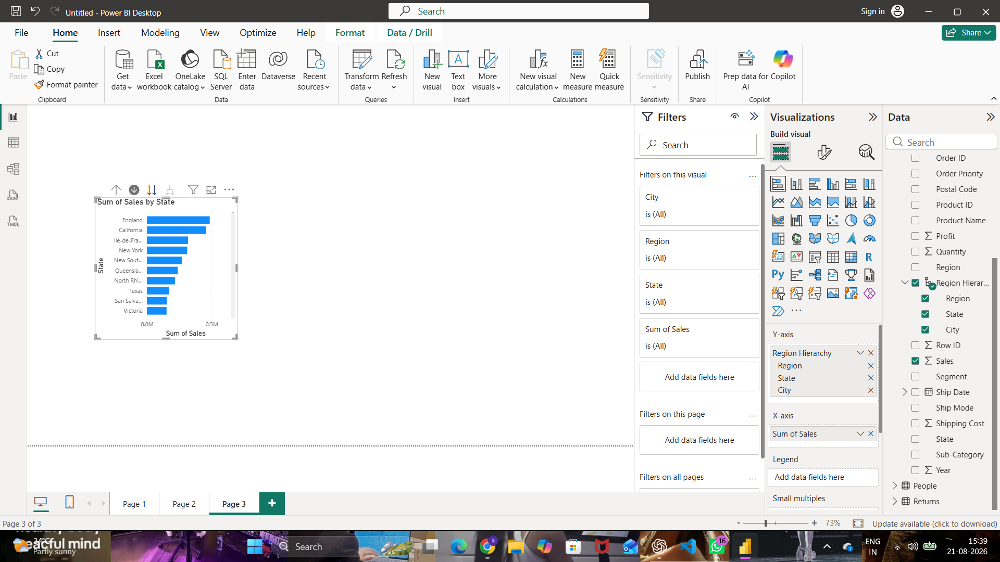 Untitled - Power BI Desktop
Search
Sign in
File
Home
Insert
Modeling
View
Optimize
Help
Format
Data / Drill
Share
Paste
Cut
Copy
Format painter
Clipboard
Get data
Excel workbook
OneLake catalog
SQL Server
Enter data
Dataverse
Recent sources
Data
Transform data
Refresh
Queries
New visual
Text box
More visuals
Insert
New visual calculation
New measure
Quick measure
Calculations
Sensitivity
Sensitivity
Publish
Share
Prep data for AI
Copilot
Copilot
DAX
TMDL
Sum of Sales by State
England
California
Ile-de-Fra...
New York
New Sout...
Queensla...
North Rhi...
Texas
San Salva...
Victoria
State
0.0M
0.5M
Sum of Sales
Filters
Search
Filters on this visual
City
is (All)
Region
is (All)
State
is (All)
Sum of Sales
is (All)
Add data fields here
Filters on this page
Add data fields here
Filters on all pages
Visualizations
Build visual
123
R
Py
Y-axis
Region Hierarchy
Region
State
City
X-axis
Sum of Sales
Legend
Add data fields here
Small multiples
Data
Search
Order ID
Order Priority
Postal Code
Product ID
Product Name
Profit
Quantity
Region
Region Hierar...
Region
State
City
Row ID
Sales
Segment
Ship Date
Ship Mode
Shipping Cost
State
Sub-Category
Year
People
Returns
Page 1
Page 2
Page 3
Page 3 of 3
73%
Update available (click to download)
34°C
Partly sunny
eaceful mind
Search
16
ENG
IN
15:39
21-08-2026